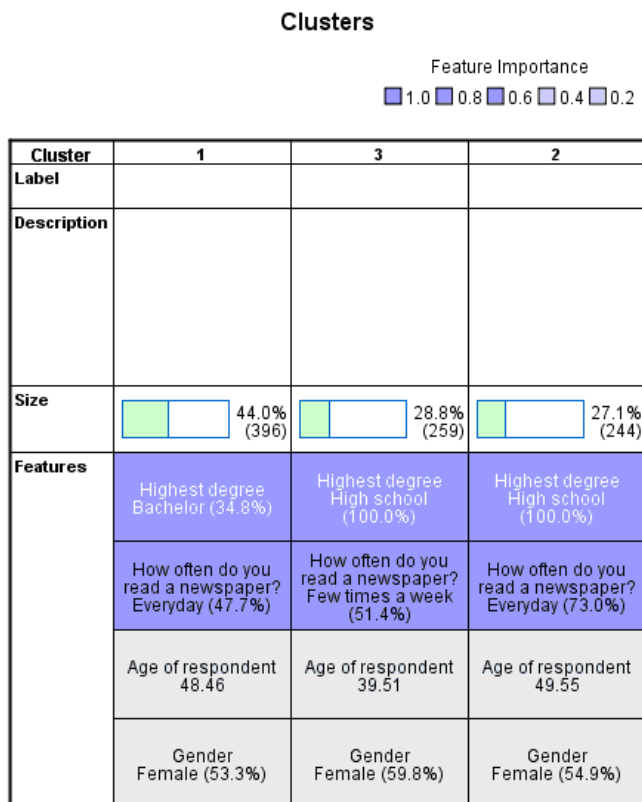 Clusters
Feature Importance
1.0 0.8 0.6 0.4 0.2
Cluster 1 3 2
Label
Description
Size
44.0%
(396)
28.8%
(259)
27.1%
(244)
Features
Highest degree
Bachelor (34.8%)
Highest degree
High school
(100.0%)
Highest degree
High school
(100.0%)
How often do you
read a newspaper?
Everyday (47.7%)
How often do you
read a newspaper?
Few times a week
(51.4%)
How often do you
read a newspaper?
Everyday (73.0%)
Age of respondent
48.46
Age of respondent
39.51
Age of respondent
49.55
Gender
Female (53.3%)
Gender
Female (59.8%)
Gender
Female (54.9%)